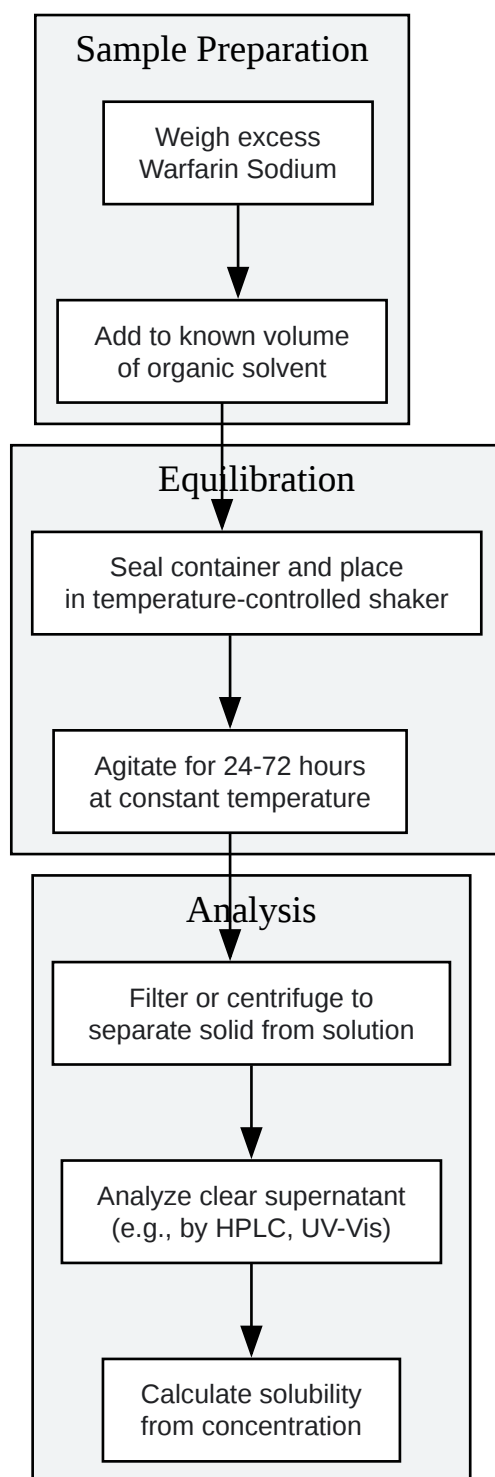 Sample Preparation
Weigh excess
Warfarin Sodium
Add to known volume
of organic solvent
Equilibration
Seal container and place
in temperature-controlled shaker
Agitate for 24-72 hours
at constant temperature
Analysis
Filter or centrifuge to
separate solid from solution
Analyze clear supernatant
(e.g., by HPLC, UV-Vis)
Calculate solubility
from concentration